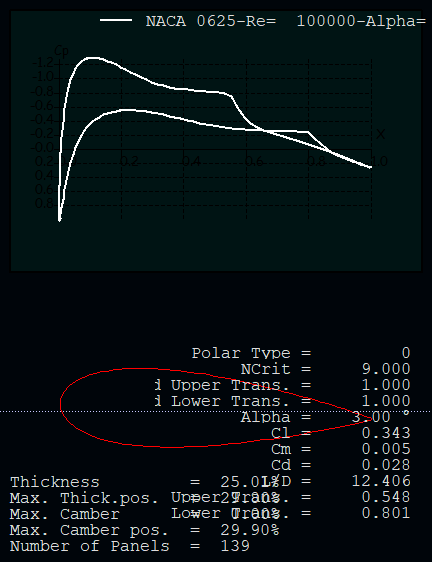 NACA 0625-Re=  100000-Alpha=
Cp
-1.2
-1.0
-0.8
-0.6
-0.4
-0.2
X
0.2
0.2 0.4 0.6 0.8 1.0
0.4
0.6
0.8
Polar Type = 0
NCrit = 9.000
d Upper Trans. = 1.000
d Lower Trans. = 1.000
Alpha = 3.00 °
Cl = 0.343
Cm = 0.005
Cd = 0.028
L/D = 12.406
Upper Trans. = 0.548
Lower Trans. = 0.801
Thickness = 25.01%
Max. Thick.pos. = 29.90%
Max. Camber = 0.00%
Max. Camber pos. = 29.90%
Number of Panels = 139